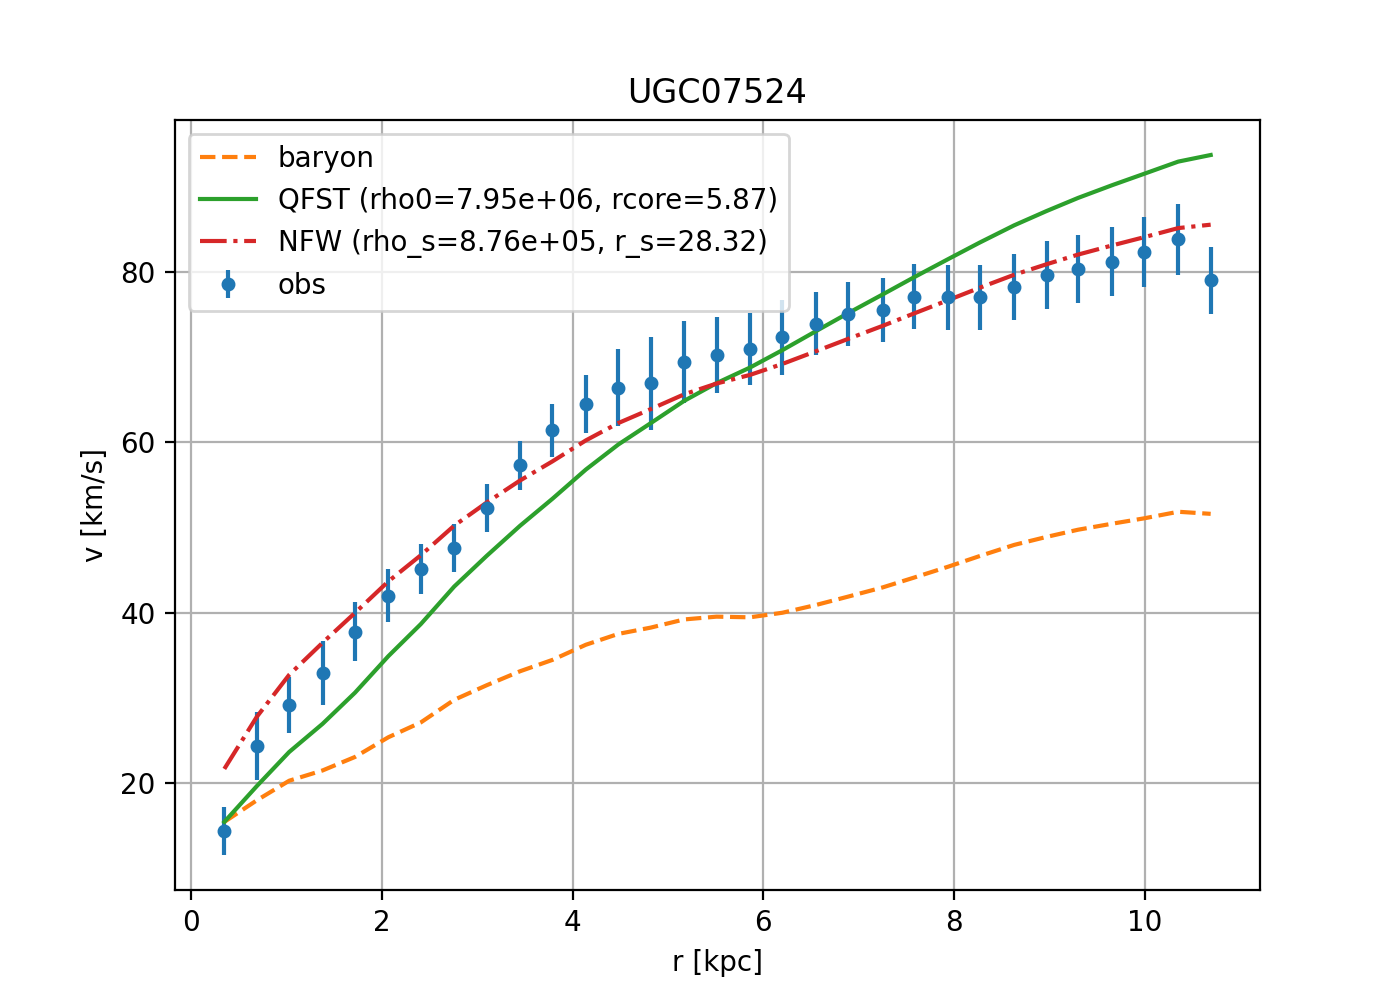 UGC07524
baryon
QFST (rho0=7.95e+06, rcore=5.87)
NFW (rho_s=8.76e+05, r_s=28.32)
obs
80
60
40
20
v [km/s]
0 2 4 6 8 10
r [kpc]